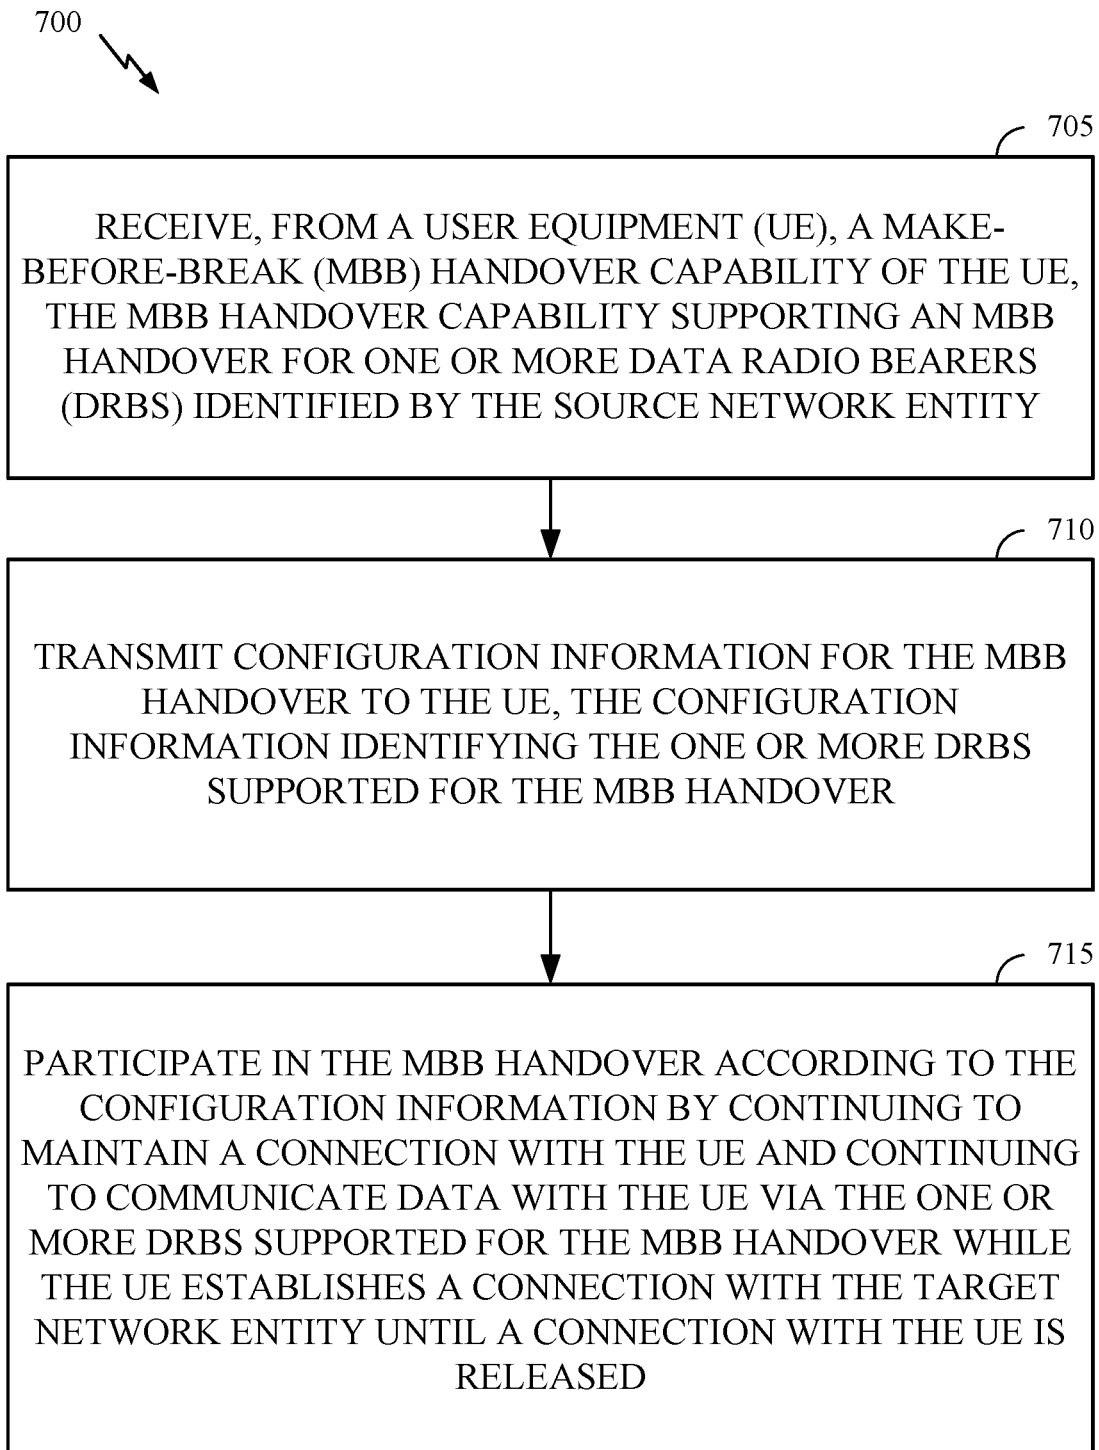 700
705
RECEIVE, FROM A USER EQUIPMENT (UE), A MAKE-
BEFORE-BREAK (MBB) HANDOVER CAPABILITY OF THE UE,
THE MBB HANDOVER CAPABILITY SUPPORTING AN MBB
HANDOVER FOR ONE OR MORE DATA RADIO BEARERS
(DRBS) IDENTIFIED BY THE SOURCE NETWORK ENTITY
710
TRANSMIT CONFIGURATION INFORMATION FOR THE MBB
HANDOVER TO THE UE, THE CONFIGURATION
INFORMATION IDENTIFYING THE ONE OR MORE DRBS
SUPPORTED FOR THE MBB HANDOVER
715
PARTICIPATE IN THE MBB HANDOVER ACCORDING TO THE
CONFIGURATION INFORMATION BY CONTINUING TO
MAINTAIN A CONNECTION WITH THE UE AND CONTINUING
TO COMMUNICATE DATA WITH THE UE VIA THE ONE OR
MORE DRBS SUPPORTED FOR THE MBB HANDOVER WHILE
THE UE ESTABLISHES A CONNECTION WITH THE TARGET
NETWORK ENTITY UNTIL A CONNECTION WITH THE UE IS
RELEASED